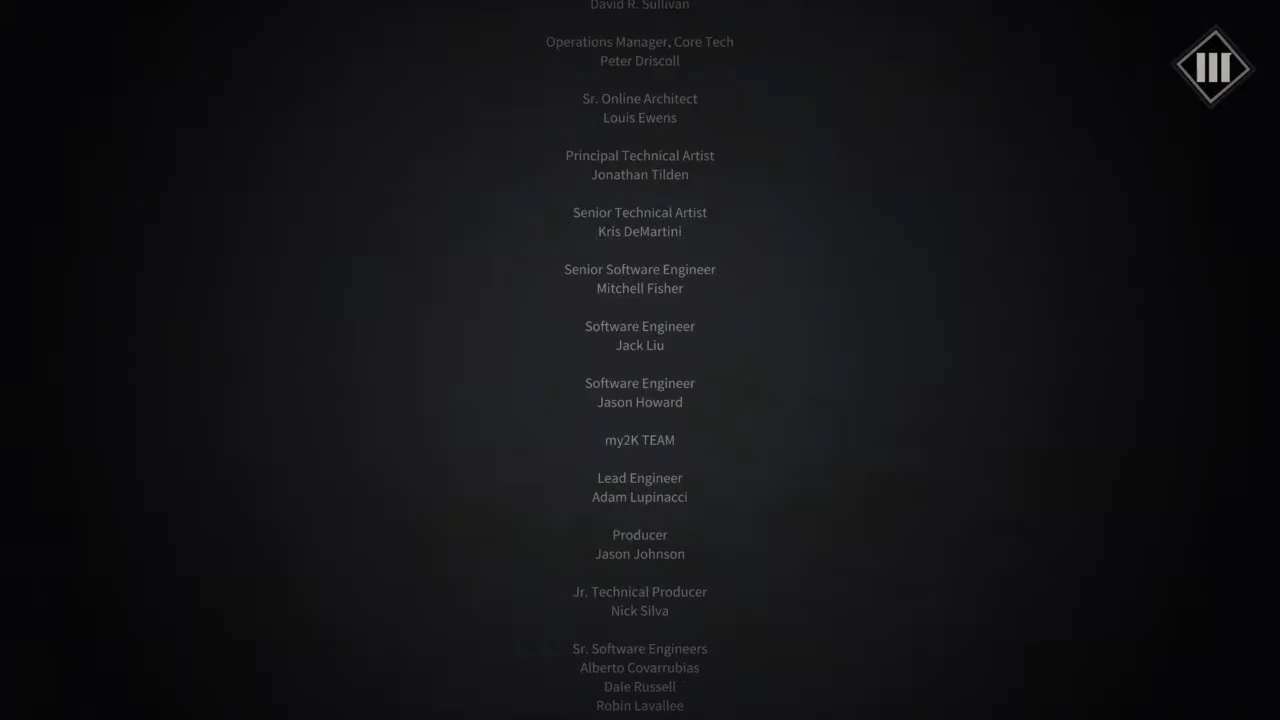 David R. Sullivan
Operations Manager, Core Tech
Peter Driscoll
Sr. Online Architect
Louis Ewens
Principal Technical Artist
Jonathan Tilden
Senior Technical Artist
Kris DeMartini
Senior Software Engineer
Mitchell Fisher
Software Engineer
Jack Liu
Software Engineer
Jason Howard
my2K TEAM
Lead Engineer
Adam Lupinacci
Producer
Jason Johnson
Jr. Technical Producer
Nick Silva
Sr. Software Engineers
Alberto Covarrubias
Dale Russell
Robin Lavallee
III